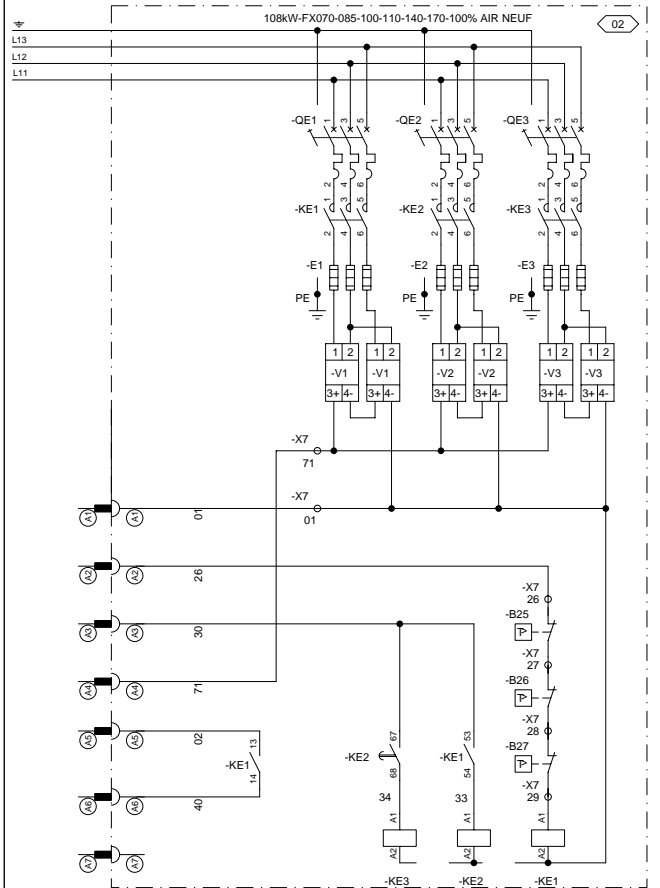 108kW-FX070-085-100-110-140-170-100% AIR NEUF
02
L13
L12
L11
-QE1 1 3 5
-QE2 1 3 5
-QE3 1 3 5
2 4 6
2 4 6
2 4 6
-KE1 1 3 5
-KE2 1 3 5
-KE3 1 3 5
2 4 6
2 4 6
2 4 6
-E1
-E2
-E3
PE
PE
PE
1 2 1 2
1 2 1 2
1 2 1 2
-V1 -V1
-V2 -V2
-V3 -V3
3+ 4- 3+ 4-
3+ 4- 3+ 4-
3+ 4- 3+ 4-
-X7
71
-X7
01
A1 A1 01
A2 A2 26
-X7
26
-B25
P
A3 A3 30
-X7
27
-B26
P
A4 A4 71
-X7
28
A5 A5 02
-KE1 13 14
-KE2 67 68
-KE1 53 54
-B27
P
-X7
29
A6 A6 40
34
33
A1
A1
A1
A7 A7
A2
A2
A2
-KE3
-KE2
-KE1